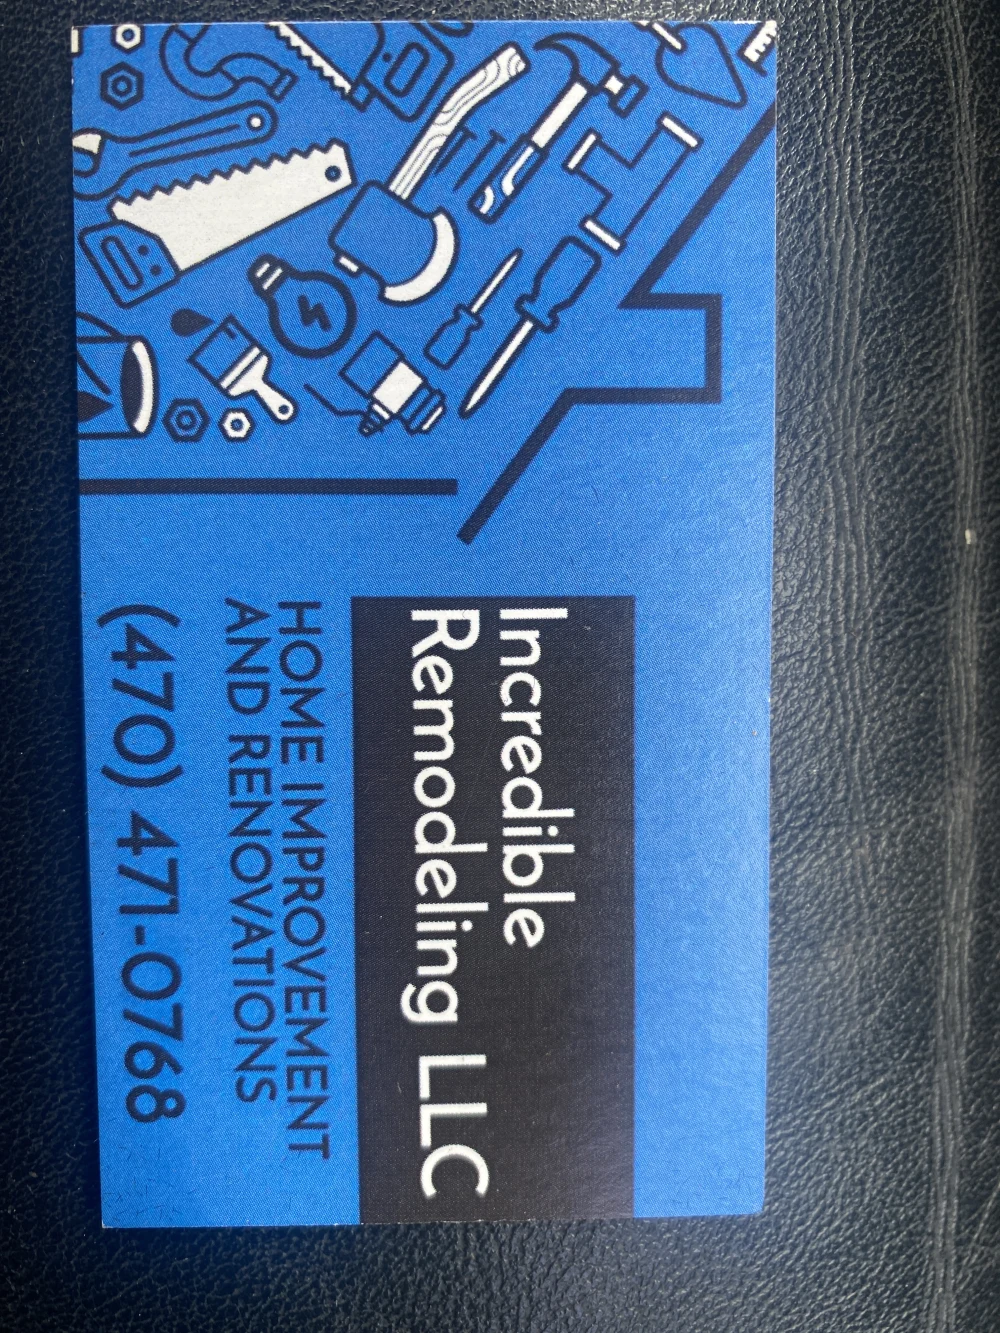 Incredible
Remodeling LLC
HOME IMPROVEMENT
AND RENOVATIONS
(470) 471-0768